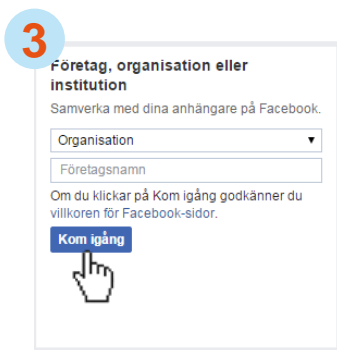 3
Företag, organisation eller
institution
Samverka med dina anhängare på Facebook.
Organisation
Företagsnamn
Om du klickar på Kom igång godkänner du
villkoren för Facebook-sidor.
Kom igång